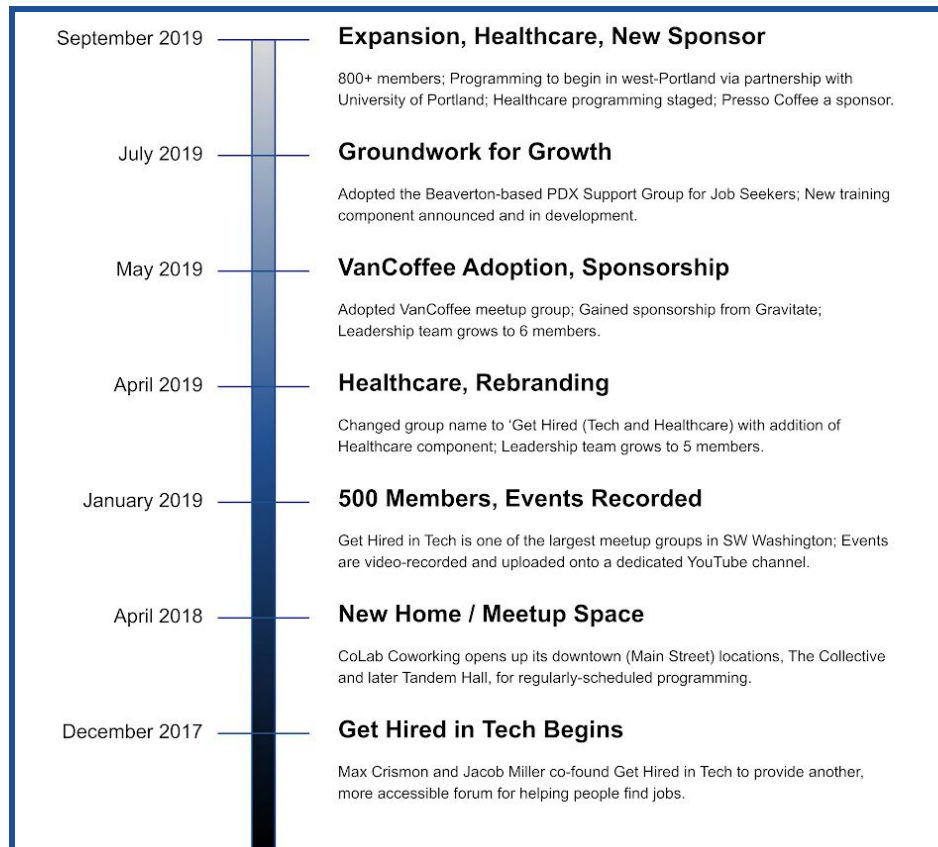 September 2019
Expansion, Healthcare, New Sponsor
800+ members; Programming to begin in west-Portland via partnership with
University of Portland; Healthcare programming staged; Presso Coffee a sponsor.
July 2019
Groundwork for Growth
Adopted the Beaverton-based PDX Support Group for Job Seekers; New training
component announced and in development.
May 2019
VanCoffee Adoption, Sponsorship
Adopted VanCoffee meetup group; Gained sponsorship from Gravitate;
Leadership team grows to 6 members.
April 2019
Healthcare, Rebranding
Changed group name to ‘Get Hired (Tech and Healthcare) with addition of
Healthcare component; Leadership team grows to 5 members.
January 2019
500 Members, Events Recorded
Get Hired in Tech is one of the largest meetup groups in SW Washington; Events
are video-recorded and uploaded onto a dedicated YouTube channel.
April 2018
New Home / Meetup Space
CoLab Coworking opens up its downtown (Main Street) locations, The Collective
and later Tandem Hall, for regularly-scheduled programming.
December 2017
Get Hired in Tech Begins
Max Crismon and Jacob Miller co-found Get Hired in Tech to provide another,
more accessible forum for helping people find jobs.